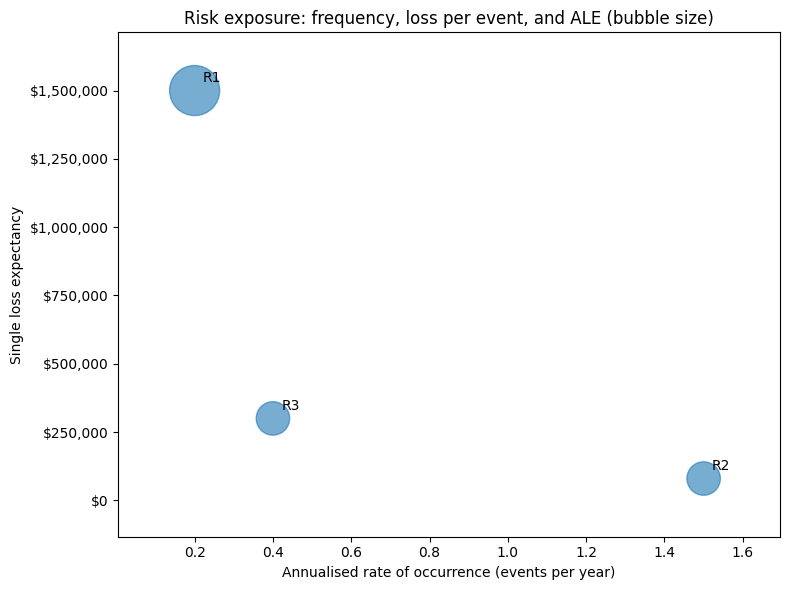 Risk exposure: frequency, loss per event, and ALE (bubble size)
R1
$1,500,000
$1,250,000
$1,000,000
$750,000
$500,000
R3
$250,000
R2
$0
Single loss expectancy
0.2 0.4 0.6 0.8 1.0 1.2 1.4 1.6
Annualised rate of occurrence (events per year)